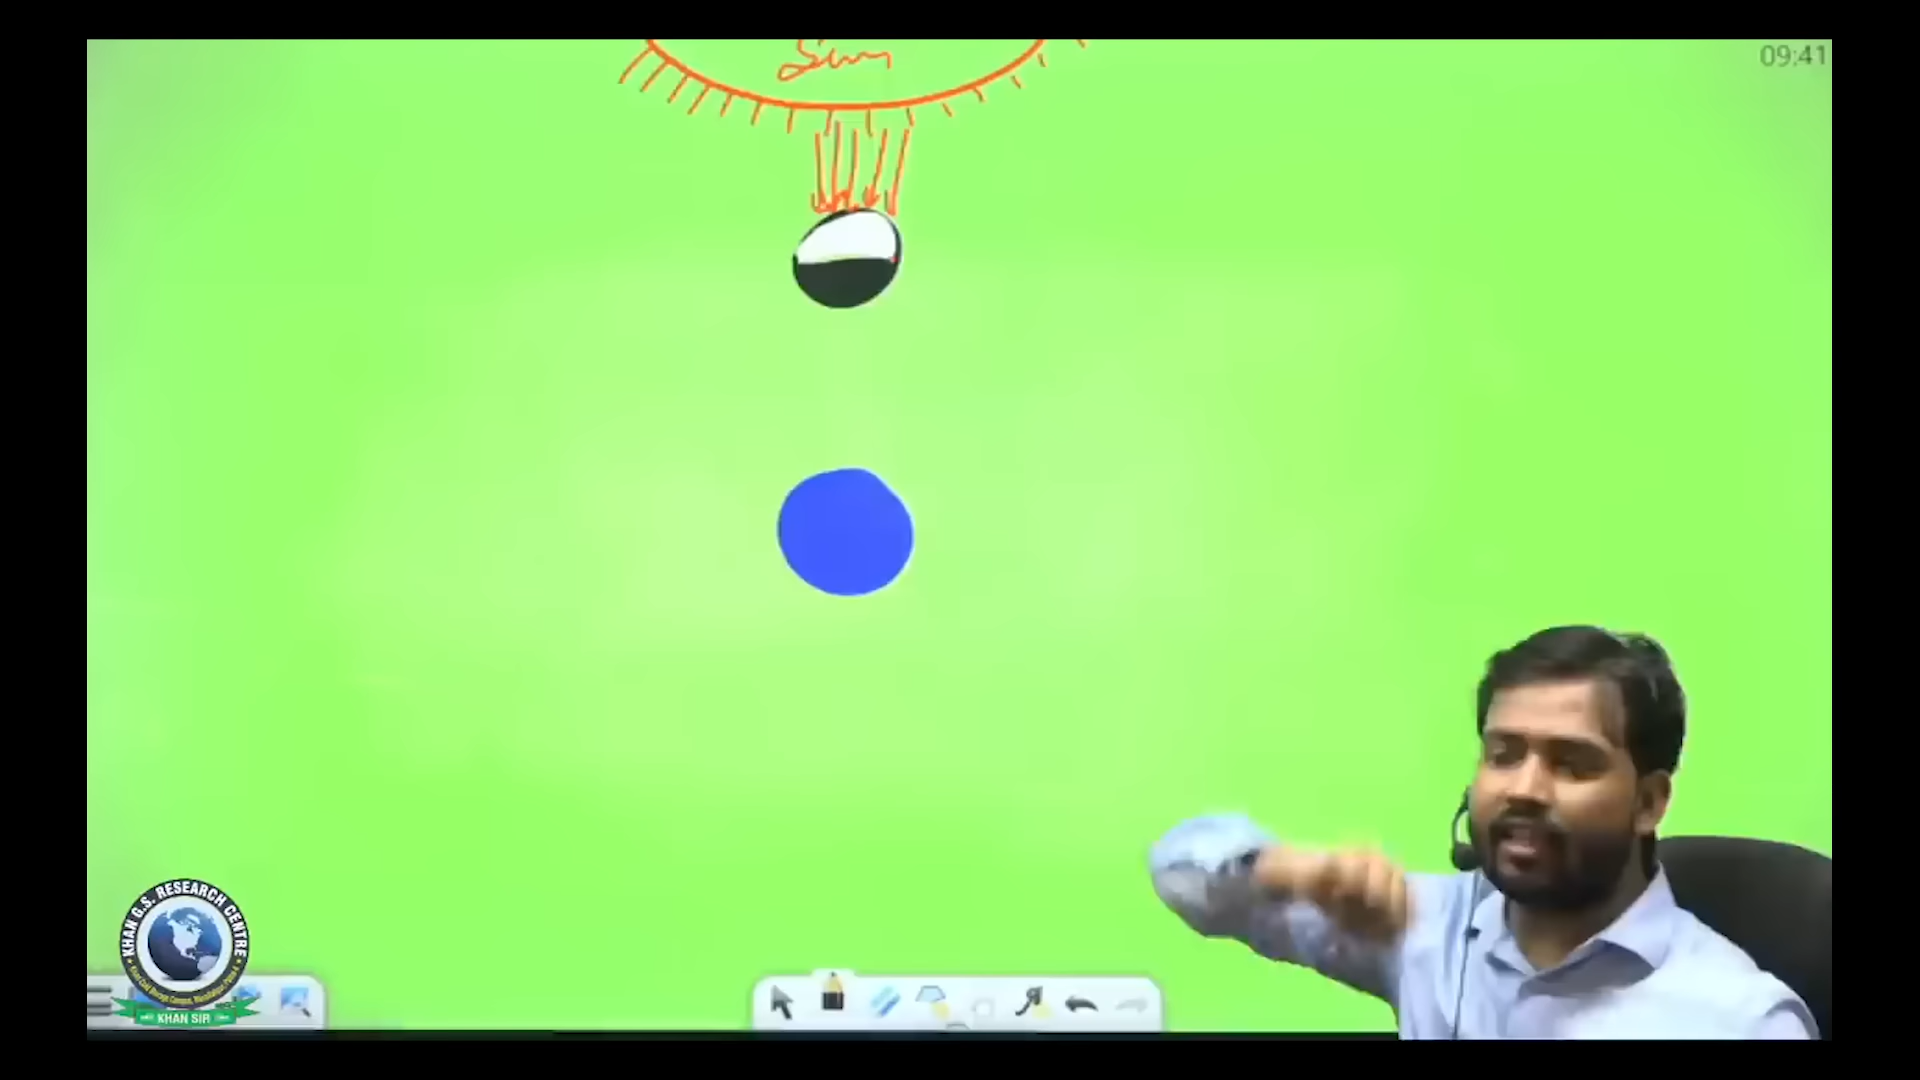 Sun
09:41
KHAN G.S. RESEARCH CENTRE
KHAN SIR